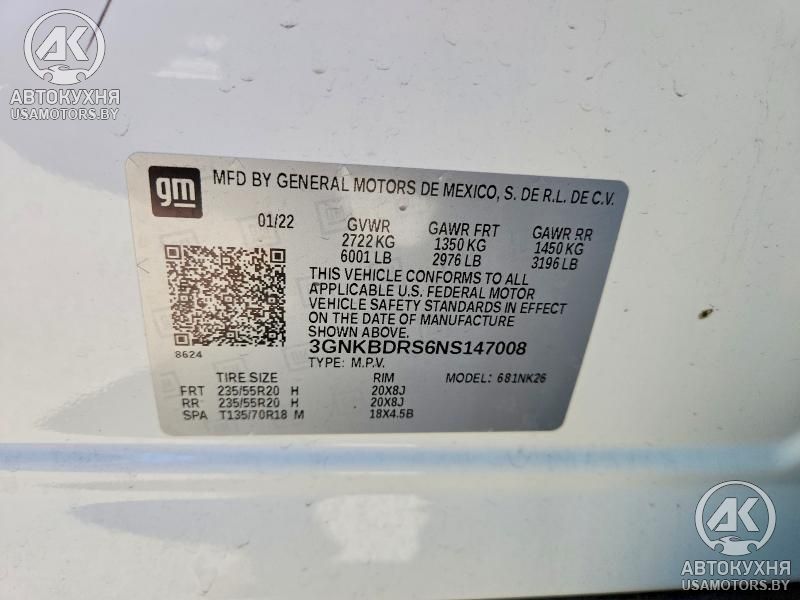 AK
АВТОКУХНЯ
USAMOTORS.BY
gm MFD BY GENERAL MOTORS DE MEXICO, S. DE R.L. DE C.V.
01/22 GVWR GAWR FRT GAWR RR
2722 KG 1350 KG 1450 KG
6001 LB 2976 LB 3196 LB
THIS VEHICLE CONFORMS TO ALL
APPLICABLE U.S. FEDERAL MOTOR
VEHICLE SAFETY STANDARDS IN EFFECT
ON THE DATE OF MANUFACTURE
SHOWN ABOVE.
8624 3GNKBDRS6NS147008
TYPE: M.P.V. MODEL: 681NK26
TIRE SIZE RIM
FRT 235/55R20 H 20X8J
RR 235/55R20 H 20X8J
SPA T135/70R18 M 18X4.5B
AK
АВТОКУХНЯ
USAMOTORS.BY